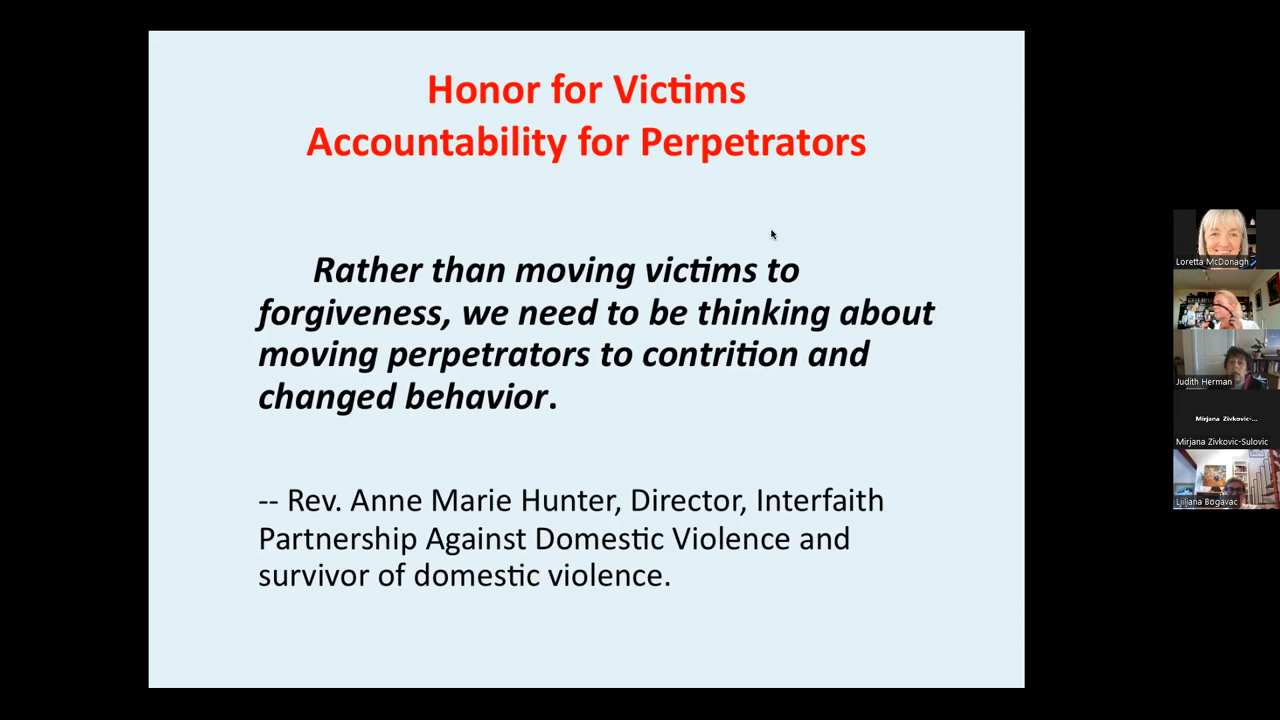 Honor for Victims
Accountability for Perpetrators
Rather than moving victims to
forgiveness, we need to be thinking about
moving perpetrators to contrition and
changed behavior.
-- Rev. Anne Marie Hunter, Director, Interfaith
Partnership Against Domestic Violence and
survivor of domestic violence.
Loretta McDonagh
Judith Herman
Mirjana Zivkovic-...
Mirjana Zivkovic-Sulovic
Ljiljana Bogavac